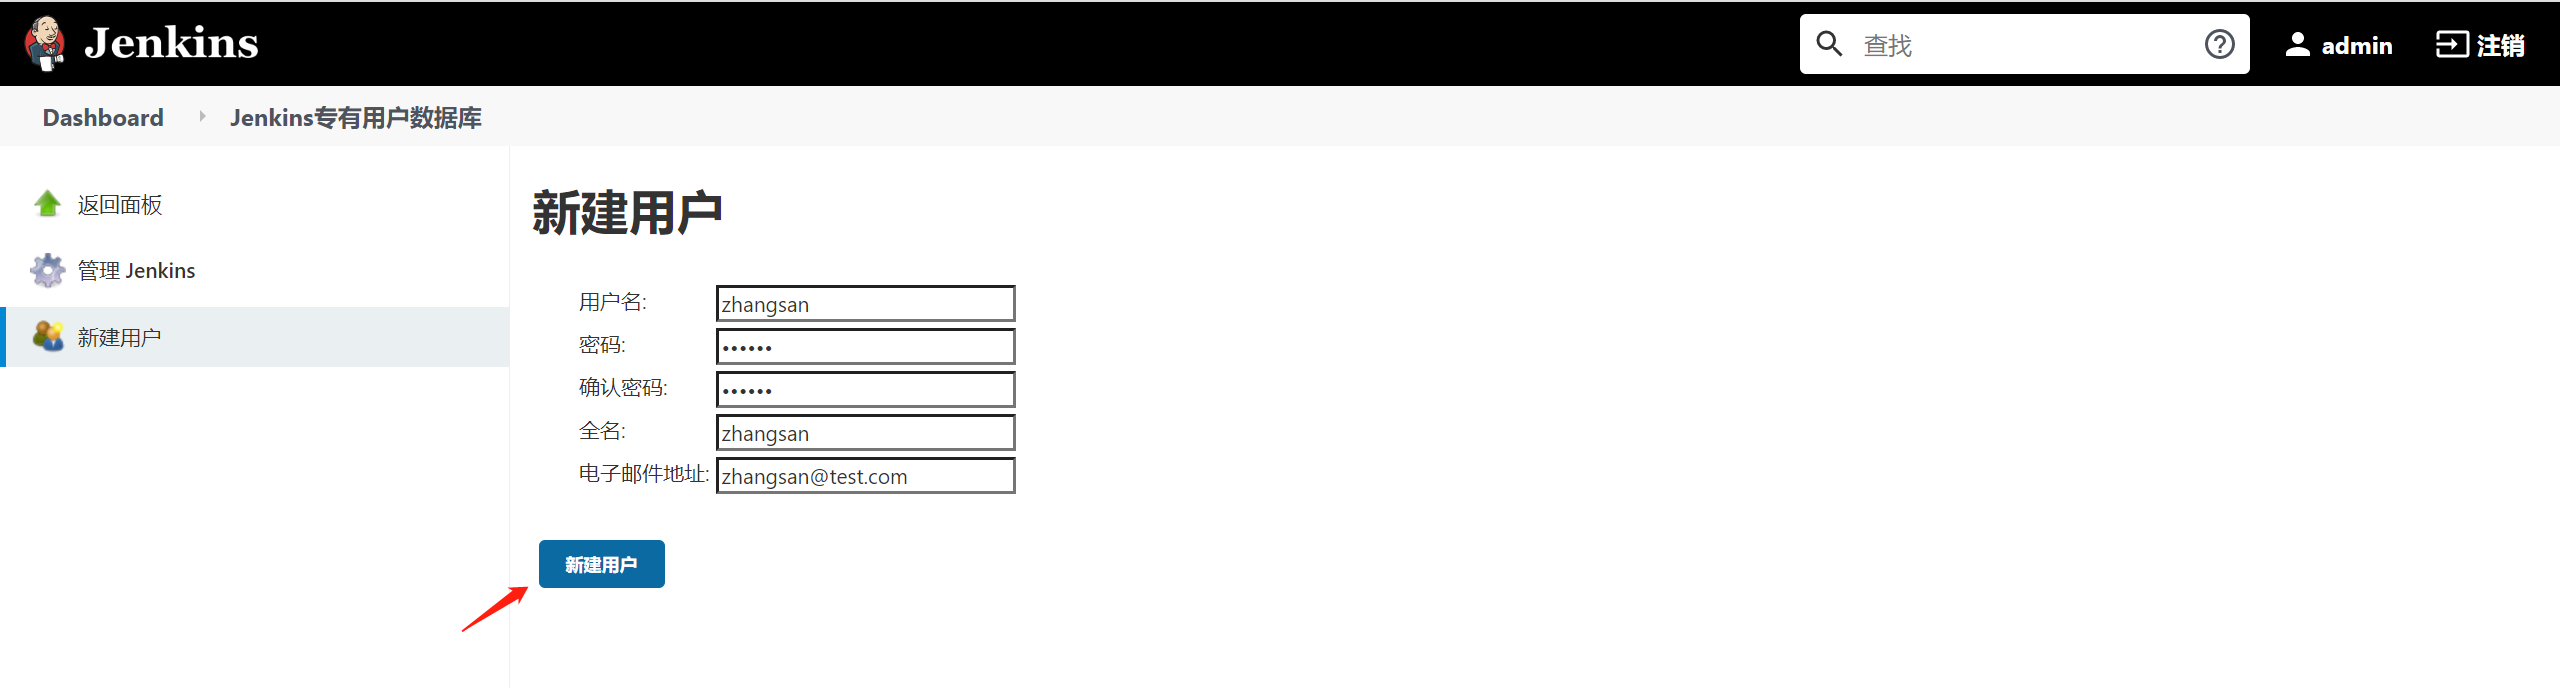 Jenkins
查找
admin
注销
Dashboard
Jenkins专有用户数据库
返回面板
管理 Jenkins
新建用户
新建用户
用户名:
zhangsan
密码:
••••••
确认密码:
••••••
全名:
zhangsan
电子邮件地址:
zhangsan@test.com
新建用户